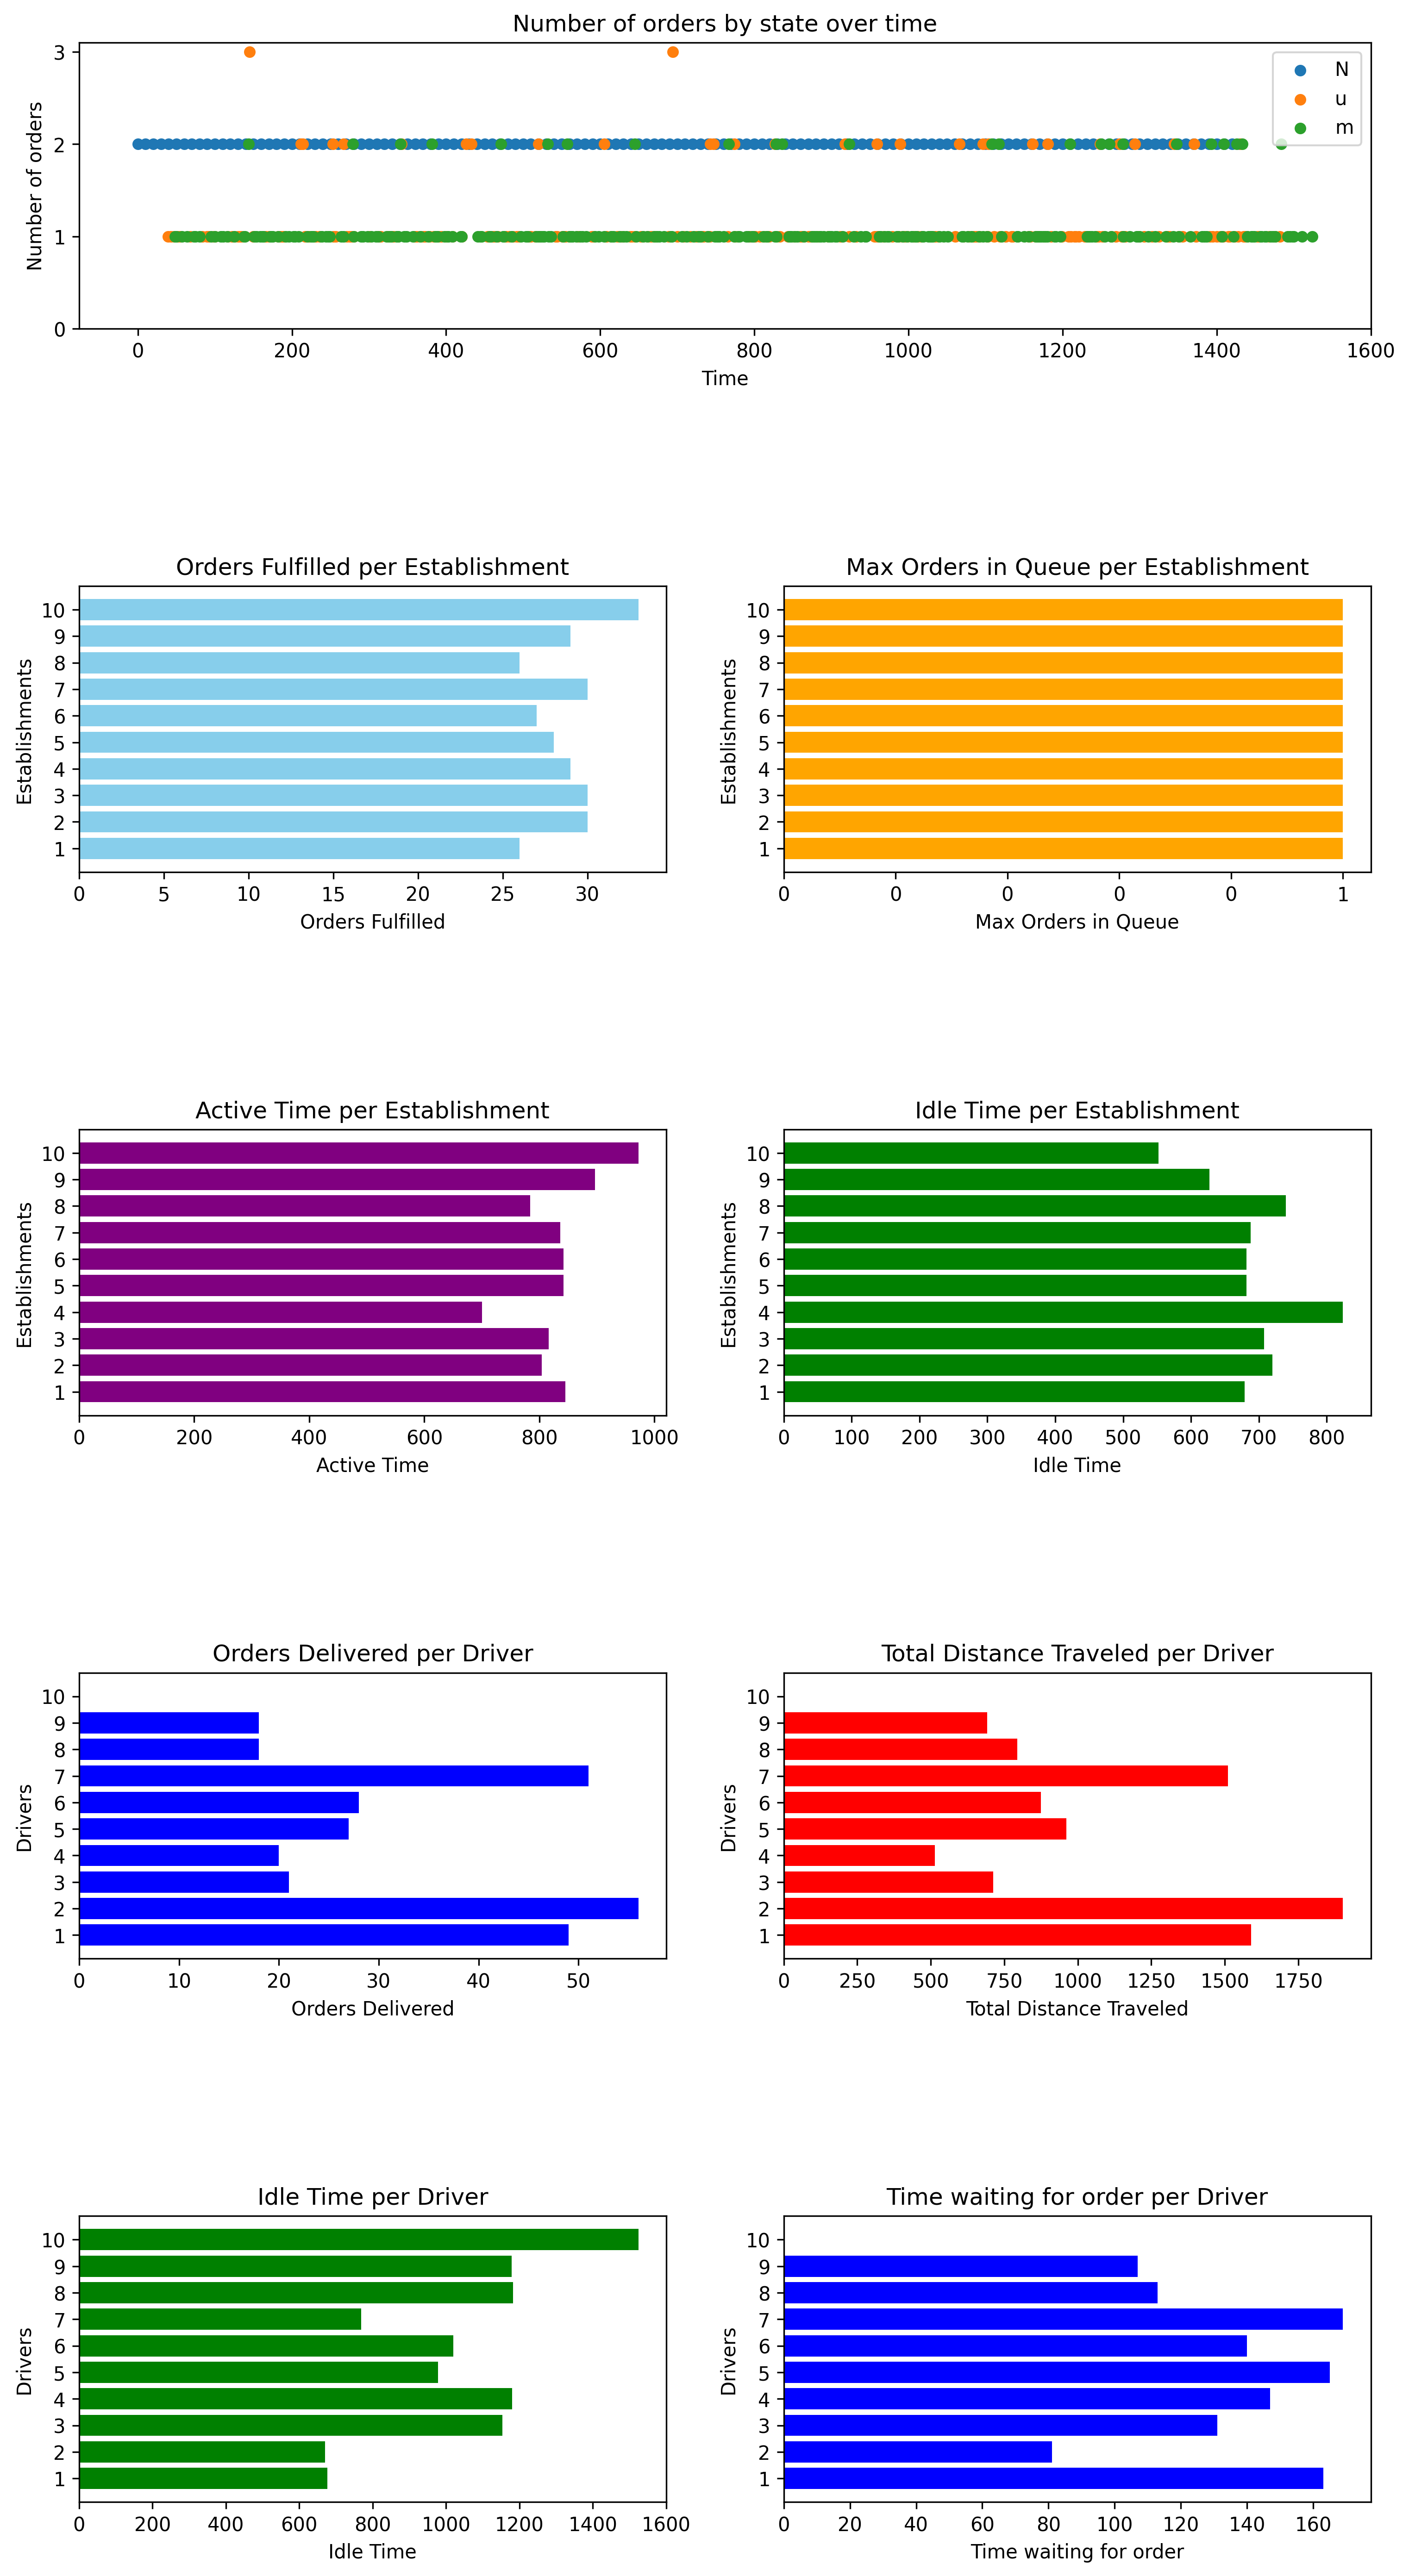 Number of orders by state over time
Number of orders
3
2
1
0
N
u
m
0 200 400 600 800 1000 1200 1400 1600
Time
Orders Fulfilled per Establishment
Establishments
10
9
8
7
6
5
4
3
2
1
0 5 10 15 20 25 30
Orders Fulfilled
Max Orders in Queue per Establishment
Establishments
10
9
8
7
6
5
4
3
2
1
0 0 0 0 0 1
Max Orders in Queue
Active Time per Establishment
Establishments
10
9
8
7
6
5
4
3
2
1
0 200 400 600 800 1000
Active Time
Idle Time per Establishment
Establishments
10
9
8
7
6
5
4
3
2
1
0 100 200 300 400 500 600 700 800
Idle Time
Orders Delivered per Driver
Drivers
10
9
8
7
6
5
4
3
2
1
0 10 20 30 40 50
Orders Delivered
Total Distance Traveled per Driver
Drivers
10
9
8
7
6
5
4
3
2
1
0 250 500 750 1000 1250 1500 1750
Total Distance Traveled
Idle Time per Driver
Drivers
10
9
8
7
6
5
4
3
2
1
0 200 400 600 800 1000 1200 1400 1600
Idle Time
Time waiting for order per Driver
Drivers
10
9
8
7
6
5
4
3
2
1
0 20 40 60 80 100 120 140 160
Time waiting for order